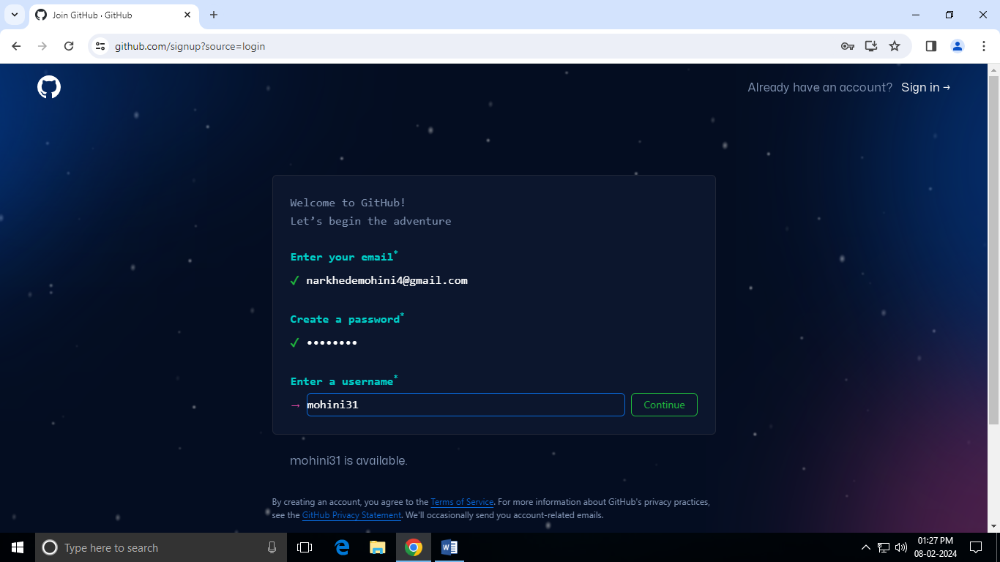 Join GitHub · GitHub
github.com/signup?source=login
Already have an account? Sign in →
Welcome to GitHub!
Let’s begin the adventure
Enter your email*
✓ narkhedemohini4@gmail.com
Create a password*
✓ ••••••••
Enter a username*
→ mohini31 Continue
mohini31 is available.
By creating an account, you agree to the Terms of Service. For more information about GitHub's privacy practices,
see the GitHub Privacy Statement. We'll occasionally send you account-related emails.
Type here to search
01:27 PM
08-02-2024